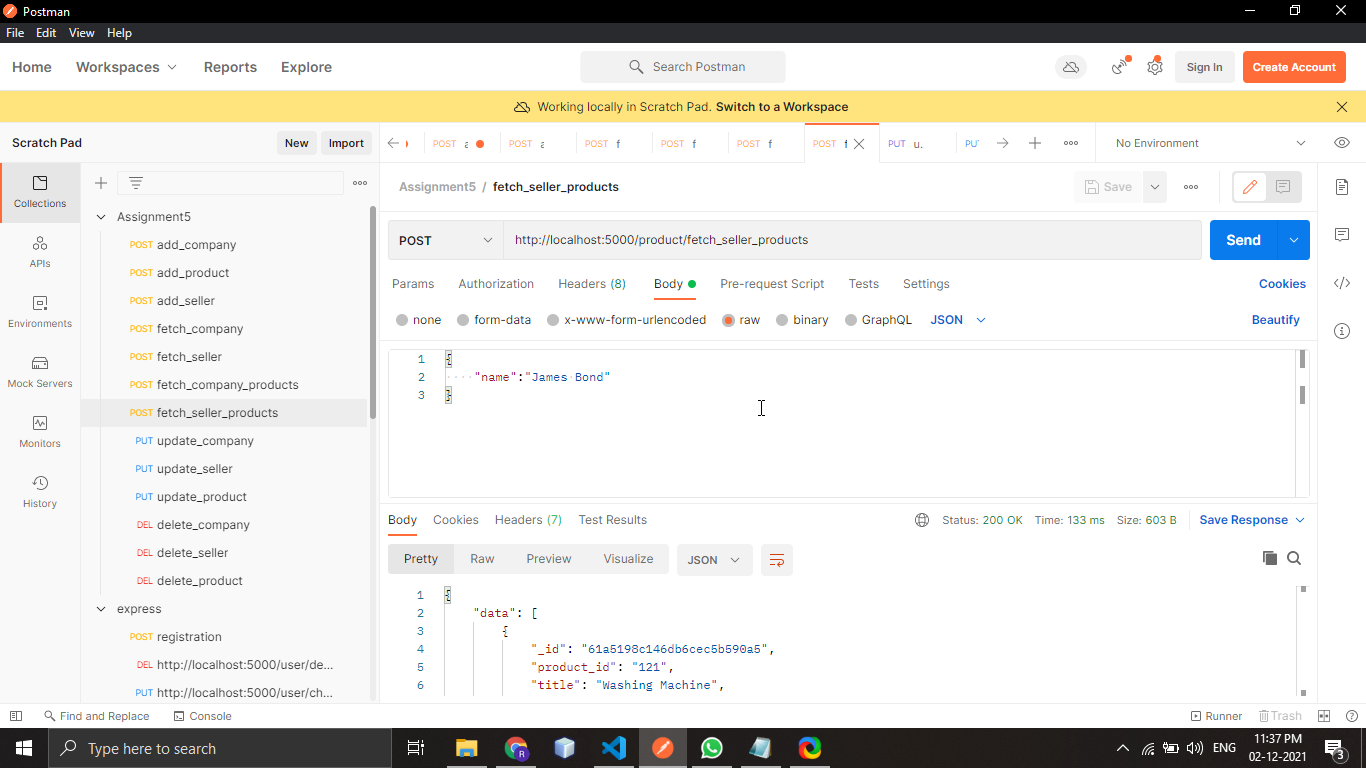 Postman
File Edit View Help
Home Workspaces Reports Explore Search Postman Sign In Create Account
Working locally in Scratch Pad. Switch to a Workspace
Scratch Pad New Import
POST POST POST f POST f POST f POST f PUT u. PU No Environment
Assignment5 / fetch_seller_products Save
POST http://localhost:5000/product/fetch_seller_products Send
Params Authorization Headers (8) Body Pre-request Script Tests Settings Cookies
none form-data x-www-form-urlencoded raw binary GraphQL JSON Beautify
1 {
2 "name":"James Bond"
3 }
Collections
APIs
Environments
Mock Servers
Monitors
History
Assignment5
POST add_company
POST add_product
POST add_seller
POST fetch_company
POST fetch_seller
POST fetch_company_products
POST fetch_seller_products
PUT update_company
PUT update_seller
PUT update_product
DEL delete_company
DEL delete_seller
DEL delete_product
express
POST registration
DEL http://localhost:5000/user/de...
PUT http://localhost:5000/user/ch...
Body Cookies Headers (7) Test Results Status: 200 OK Time: 133 ms Size: 603 B Save Response
Pretty Raw Preview Visualize JSON
1 {
2 "data": [
3 {
4 "_id": "61a5198c146db6cec5b590a5",
5 "product_id": "121",
6 "title": "Washing Machine",
Find and Replace Console Runner Trash
Type here to search ENG 11:37 PM
02-12-2021 3